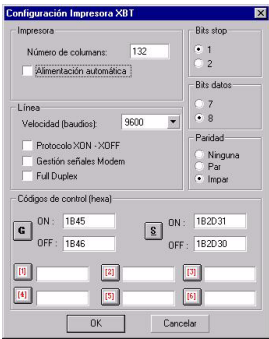 Configuración Impresora XBT
Impresora
Número de columans: 132
Alimentación automática
Bits stop
1
2
Bits datos
7
8
Línea
Velocidad (baudios): 9600
Protocolo XON - XOFF
Gestión señales Modem
Full Duplex
Paridad
Ninguna
Par
Impar
Códigos de control (hexa)
G ON : 1B45
OFF : 1B46
S ON : 1B2D31
OFF : 1B2D30
[1] [2] [3]
[4] [5] [6]
OK Cancelar